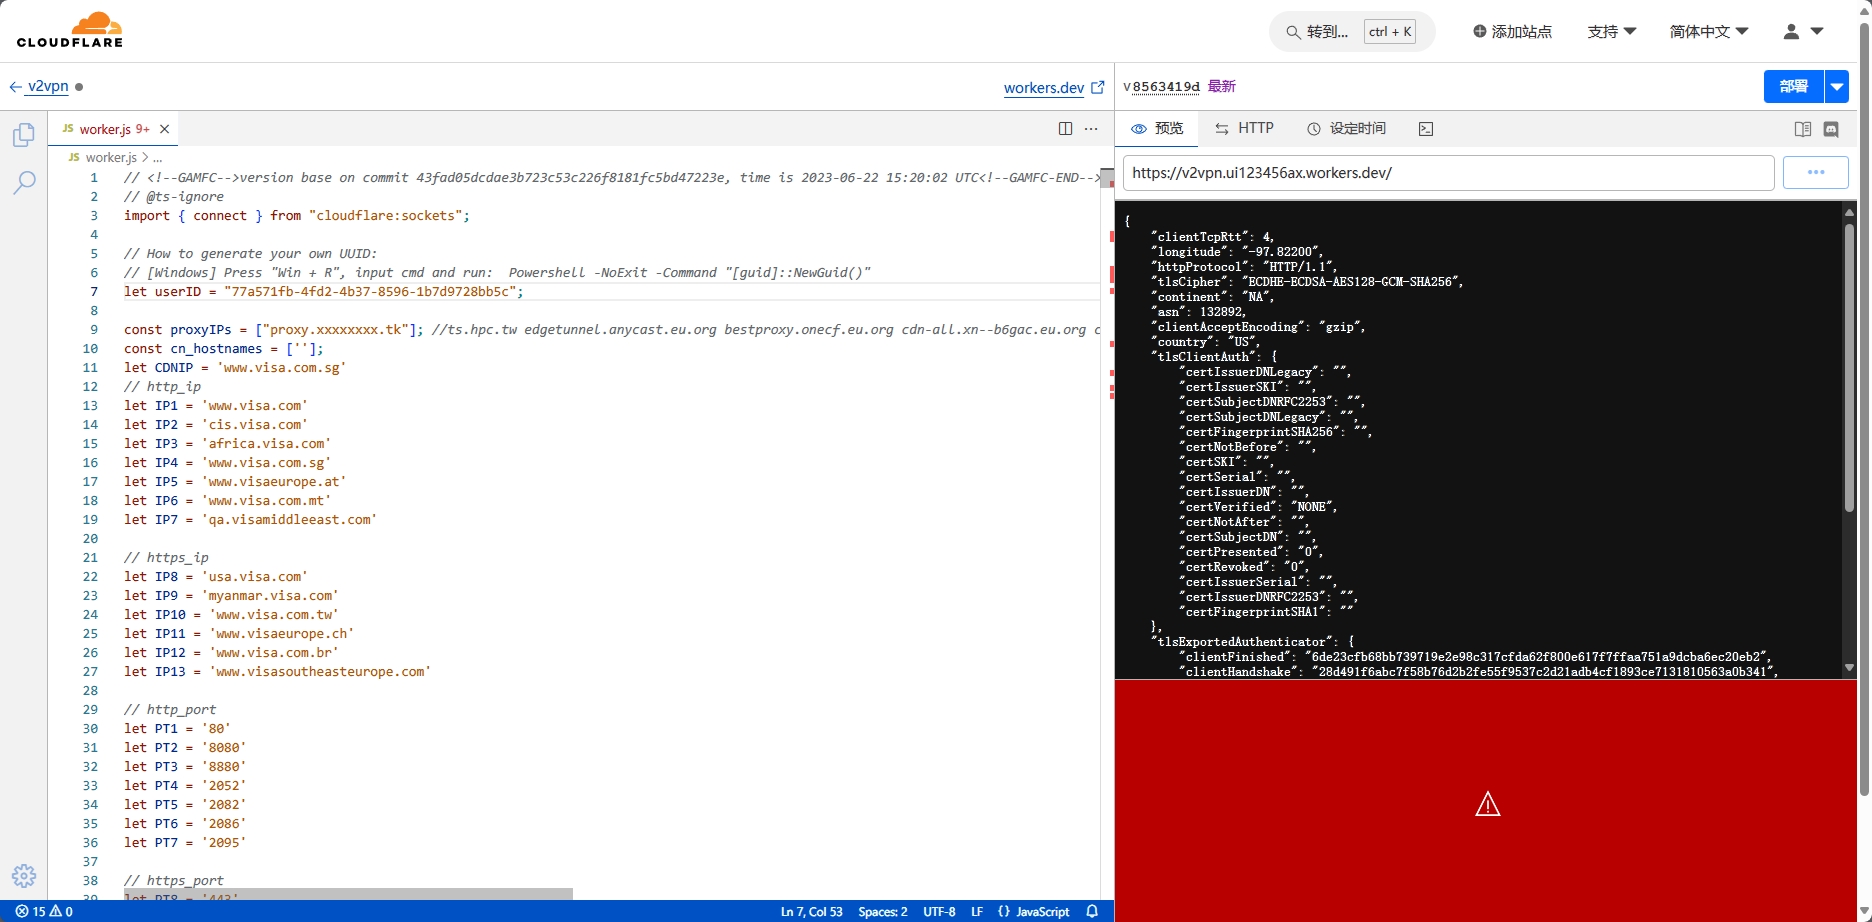 CLOUDFLARE
转到... ctrl + K
添加站点
支持
简体中文
v2vpn
workers.dev
v8563419d 最新
部署
JS worker.js 9+
预览
HTTP
设定时间
JS worker.js > ...
https://v2vpn.ui123456ax.workers.dev/
1 // <!--GAMFC-->version base on commit 43fad05dcdae3b723c53c226f8181fc5bd47223e, time is 2023-06-22 15:20:02 UTC<!--GAMFC-END-->
2 // @ts-ignore
3 import { connect } from "cloudflare:sockets";
4
5 // How to generate your own UUID:
6 // [Windows] Press "Win + R", input cmd and run:  Powershell -NoExit -Command "[guid]::NewGuid()"
7 let userID = "77a571fb-4fd2-4b37-8596-1b7d9728bb5c";
8
9 const proxyIPs = ["proxy.xxxxxxxx.tk"]; //ts.hpc.tw edgetunnel.anycast.eu.org bestproxy.onecf.eu.org cdn-all.xn--b6gac.eu.org c
10 const cn_hostnames = [''];
11 let CDNIP = 'www.visa.com.sg'
12 // http_ip
13 let IP1 = 'www.visa.com'
14 let IP2 = 'cis.visa.com'
15 let IP3 = 'africa.visa.com'
16 let IP4 = 'www.visa.com.sg'
17 let IP5 = 'www.visaeurope.at'
18 let IP6 = 'www.visa.com.mt'
19 let IP7 = 'qa.visamiddleeast.com'
20
21 // https_ip
22 let IP8 = 'usa.visa.com'
23 let IP9 = 'myanmar.visa.com'
24 let IP10 = 'www.visa.com.tw'
25 let IP11 = 'www.visaeurope.ch'
26 let IP12 = 'www.visa.com.br'
27 let IP13 = 'www.visasoutheasteurope.com'
28
29 // http_port
30 let PT1 = '80'
31 let PT2 = '8080'
32 let PT3 = '8880'
33 let PT4 = '2052'
34 let PT5 = '2082'
35 let PT6 = '2086'
36 let PT7 = '2095'
37
38 // https_port
39 let PT8 = '443'
{
"clientTcpRtt": 4,
"longitude": "-97.82200",
"httpProtocol": "HTTP/1.1",
"tlsCipher": "ECDHE-ECDSA-AES128-GCM-SHA256",
"continent": "NA",
"asn": 132892,
"clientAcceptEncoding": "gzip",
"country": "US",
"tlsClientAuth": {
"certIssuerDNLegacy": "",
"certIssuerSKI": "",
"certSubjectDNRFC2253": "",
"certSubjectDNLegacy": "",
"certFingerprintSHA256": "",
"certNotBefore": "",
"certSKI": "",
"certSerial": "",
"certIssuerDN": "",
"certVerified": "NONE",
"certNotAfter": "",
"certSubjectDN": "",
"certPresented": "0",
"certRevoked": "0",
"certIssuerSerial": "",
"certIssuerDNRFC2253": "",
"certFingerprintSHA1": ""
},
"tlsExportedAuthenticator": {
"clientFinished": "6de23cfb68bb739719e2e98c317cfda62f800e617f7ffaa751a9dcba6ec20eb2",
"clientHandshake": "28d491f6abc7f58b76d2b2fe55f9537c2d21adb4cf1893ce7131810563a0b341",
15 0
Ln 7, Col 53 Spaces: 2 UTF-8 LF {} JavaScript